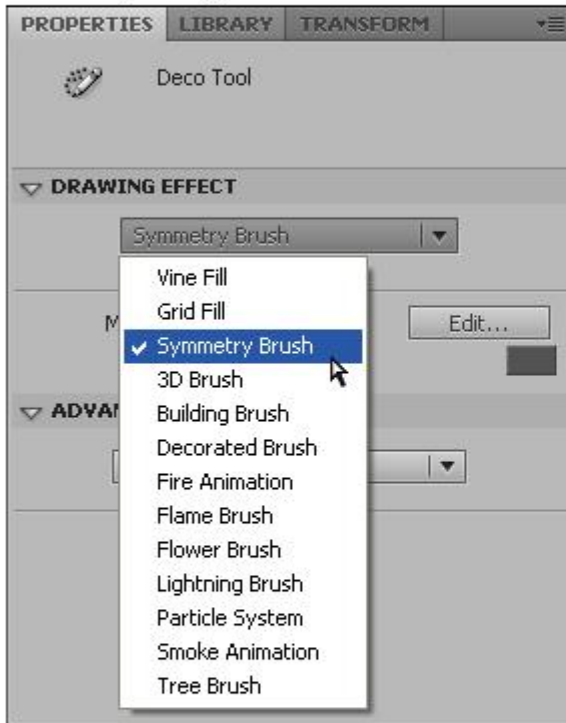 PROPERTIES LIBRARY TRANSFORM
Deco Tool
DRAWING EFFECT
Symmetry Brush
Vine Fill
Grid Fill
M Edit...
Symmetry Brush
3D Brush
ADVAN
Building Brush
Decorated Brush
Fire Animation
Flame Brush
Flower Brush
Lightning Brush
Particle System
Smoke Animation
Tree Brush